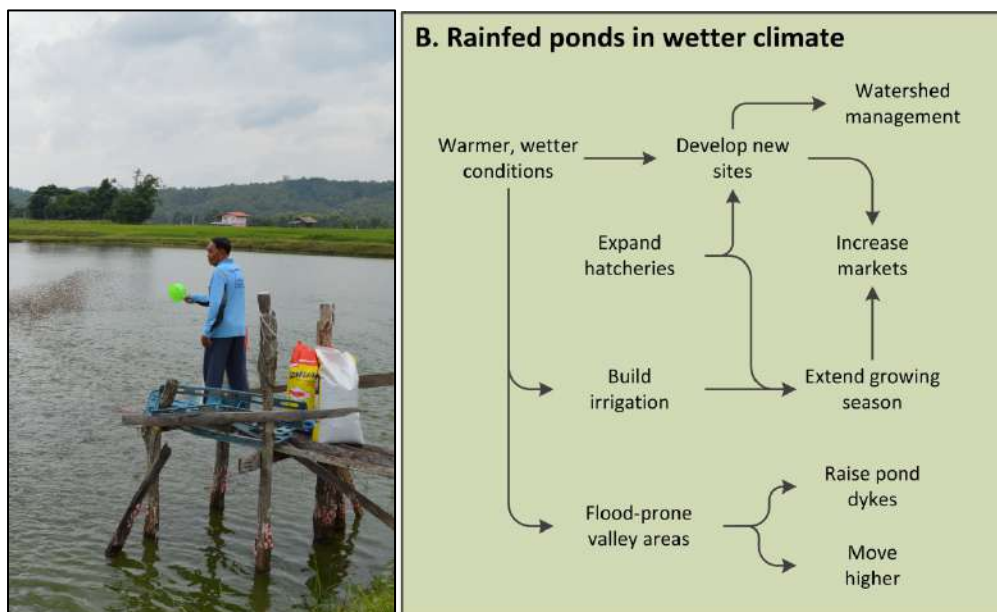 B. Rainfed ponds in wetter climate
Watershed
management
Warmer, wetter
conditions
Develop new
sites
Expand
hatcheries
Increase
markets
Build
irrigation
Extend growing
season
Flood-prone
valley areas
Raise pond
dykes
Move
higher